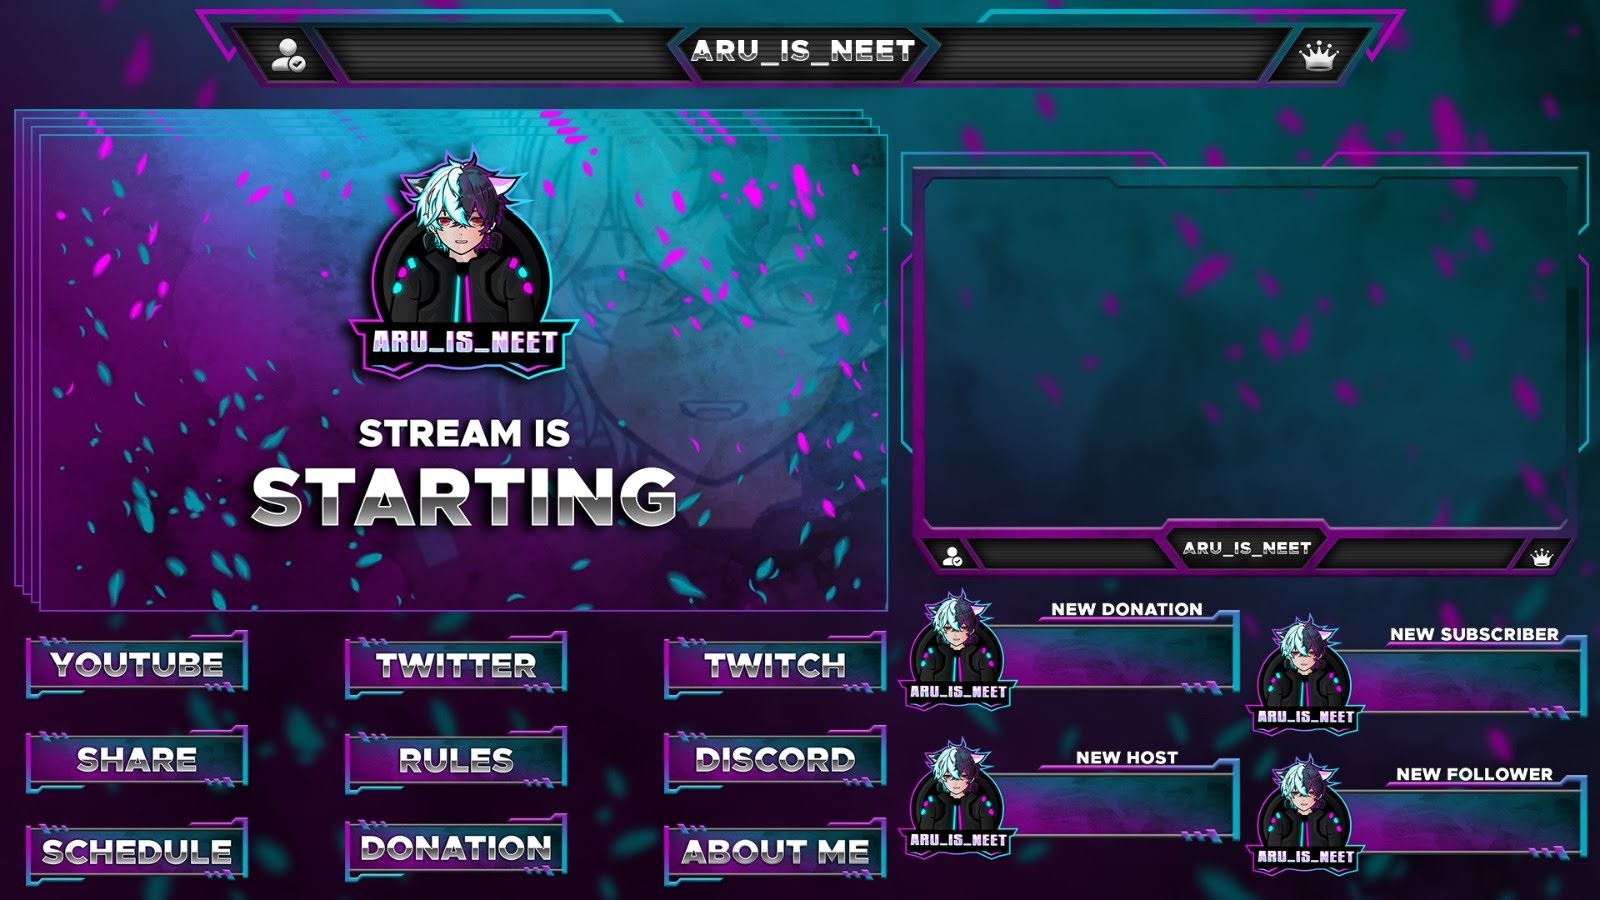 ARU_IS_NEET
ARU_IS_NEET
STREAM IS
STARTING
ARU_IS_NEET
YOUTUBE
TWITTER
TWITCH
SHARE
RULES
DISCORD
SCHEDULE
DONATION
ABOUT ME
NEW DONATION
ARU_IS_NEET
NEW SUBSCRIBER
ARU_IS_NEET
NEW HOST
ARU_IS_NEET
NEW FOLLOWER
ARU_IS_NEET